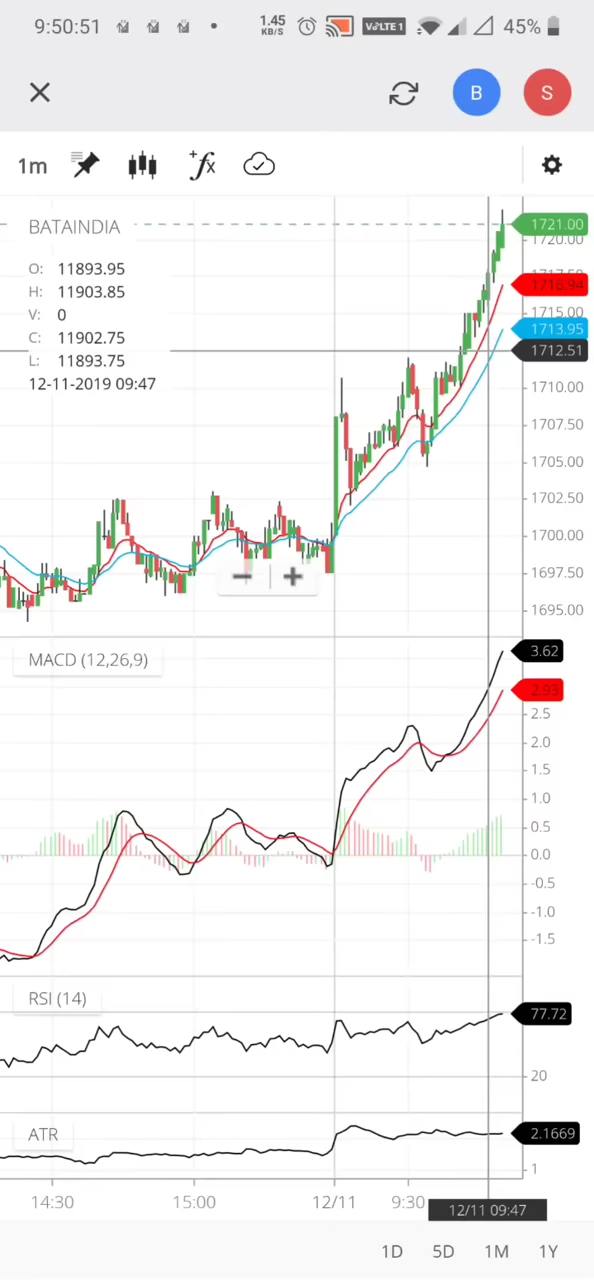 9:50:51 1.45 KB/S VoLTE 1 45%
B S
1m fx
BATAINDIA
O: 11893.95
H: 11903.85
V: 0
C: 11902.75
L: 11893.75
12-11-2019 09:47
1721.00
1720.00
1717.50
1716.94
1715.00
1713.95
1712.51
1710.00
1707.50
1705.00
1702.50
1700.00
1697.50
1695.00
MACD (12,26,9)
3.62
2.93
2.5
2.0
1.5
1.0
0.5
0.0
-0.5
-1.0
-1.5
RSI (14)
77.72
20
ATR
2.1669
1
14:30 15:00 12/11 9:30
12/11 09:47
1D 5D 1M 1Y